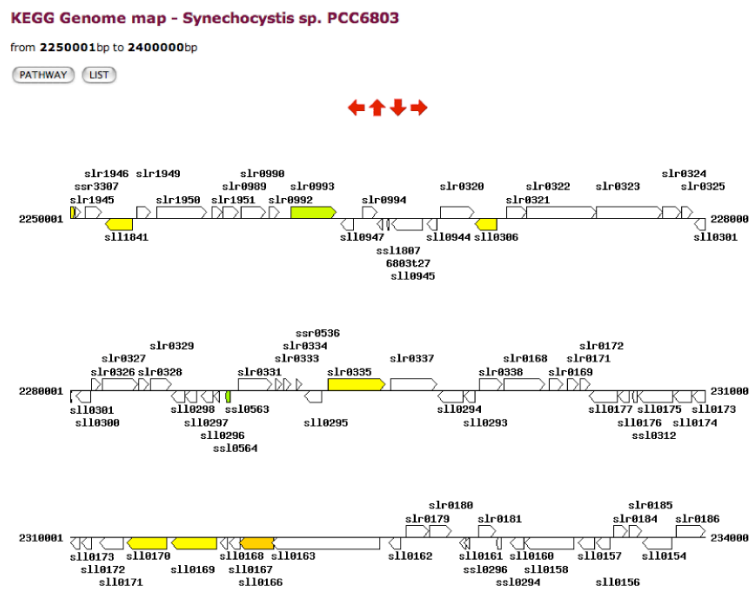 KEGG Genome map - Synechocystis sp. PCC6803
from 2250001bp to 2400000bp
PATHWAY LIST
slr1946 slr1949 slr0990 slr0993 slr0320 slr0322 slr0323 slr0324
ssr3307 slr0989 slr0994 slr0321 slr0325
slr1945 slr1950 slr1951 slr0992
2250001 228000
sll1841 sll0947 sll0944 sll0306 sll0301
ssl1807
6803t27
sll0945
ssr0536
slr0329 slr0334 slr0172
slr0327 slr0333 slr0337 slr0168 slr0171
slr0326 slr0328 slr0331 slr0335 slr0338 slr0169
2280001 231000
sll0301 sll0298 ssl0563 sll0294 sll0177 sll0175 sll0173
sll0300 sll0297 sll0295 sll0293 sll0176 sll0174
sll0296 ssl0312
ssl0564
slr0180 slr0185
slr0179 slr0181 slr0184 slr0186
2310001 234000
sll0173 sll0170 sll0168 sll0163 sll0162 sll0161 sll0160 sll0157 sll0154
sll0172 sll0169 sll0167 ssl0296 sll0158
sll0171 sll0166 ssl0294 sll0156